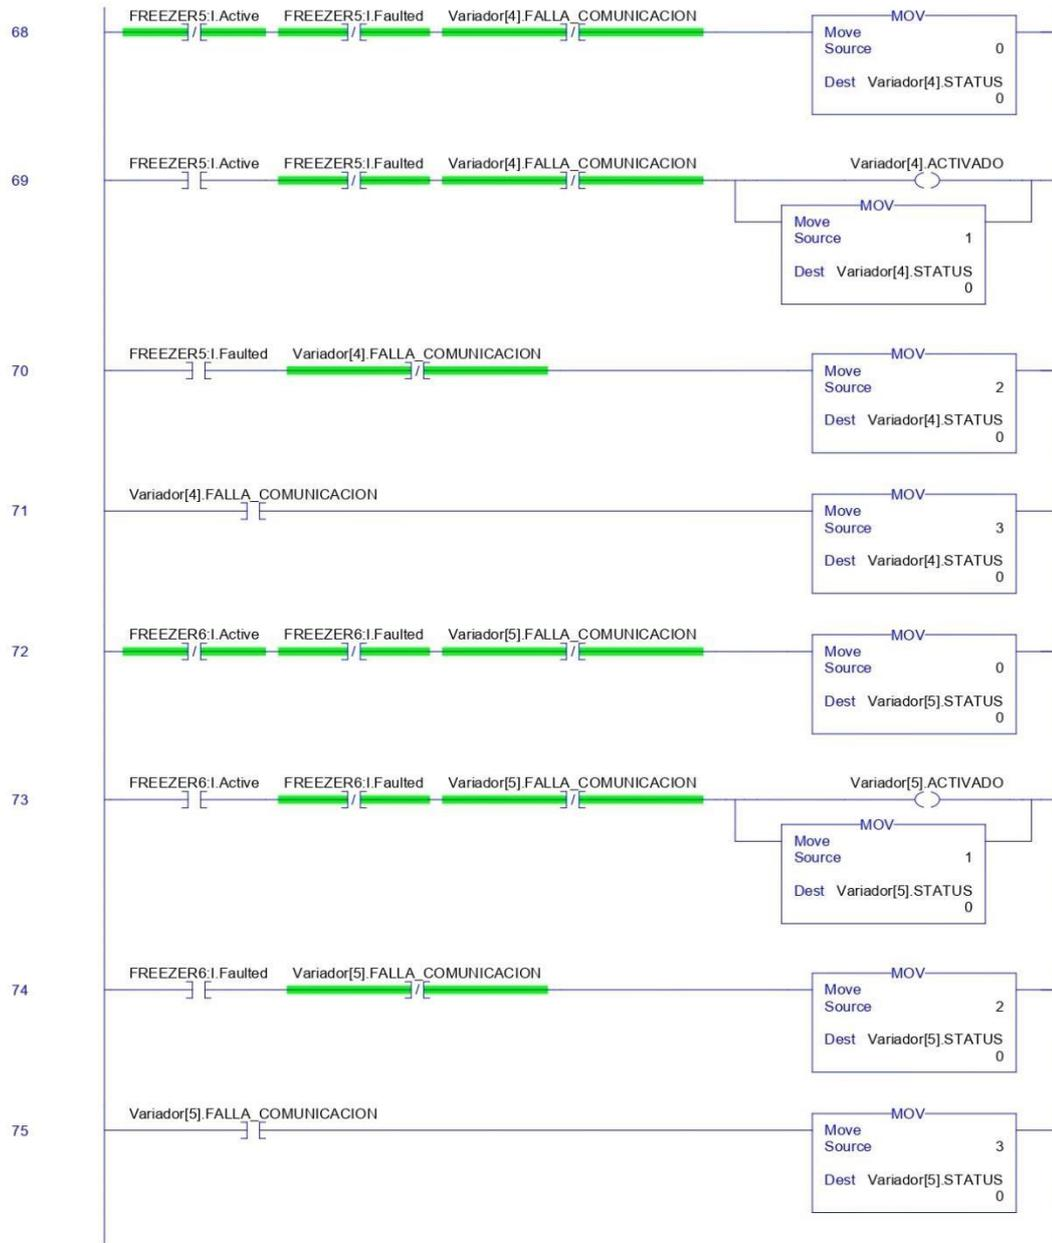 FREEZER5:I.Active FREEZER5:I.Faulted Variador[4].FALLA_COMUNICACION MOV
68 Move
Source 0
Dest Variador[4].STATUS
0
FREEZER5:I.Active FREEZER5:I.Faulted Variador[4].FALLA_COMUNICACION Variador[4].ACTIVADO
69
MOV
Move
Source 1
Dest Variador[4].STATUS
0
FREEZER5:I.Faulted Variador[4].FALLA_COMUNICACION MOV
70 Move
Source 2
Dest Variador[4].STATUS
0
Variador[4].FALLA_COMUNICACION MOV
71 Move
Source 3
Dest Variador[4].STATUS
0
FREEZER6:I.Active FREEZER6:I.Faulted Variador[5].FALLA_COMUNICACION MOV
72 Move
Source 0
Dest Variador[5].STATUS
0
FREEZER6:I.Active FREEZER6:I.Faulted Variador[5].FALLA_COMUNICACION Variador[5].ACTIVADO
73
MOV
Move
Source 1
Dest Variador[5].STATUS
0
FREEZER6:I.Faulted Variador[5].FALLA_COMUNICACION MOV
74 Move
Source 2
Dest Variador[5].STATUS
0
Variador[5].FALLA_COMUNICACION MOV
75 Move
Source 3
Dest Variador[5].STATUS
0